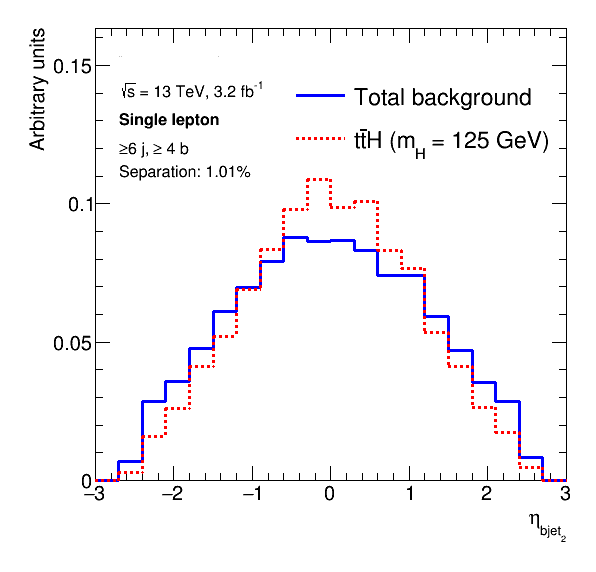 Arbitrary units
0.15
0.1
0.05
0
√s = 13 TeV, 3.2 fb⁻¹
Single lepton
≥6 j, ≥ 4 b
Separation: 1.01%
Total background
tt̄H (m_H = 125 GeV)
−3 −2 −1 0 1 2 3
η_bjet₂